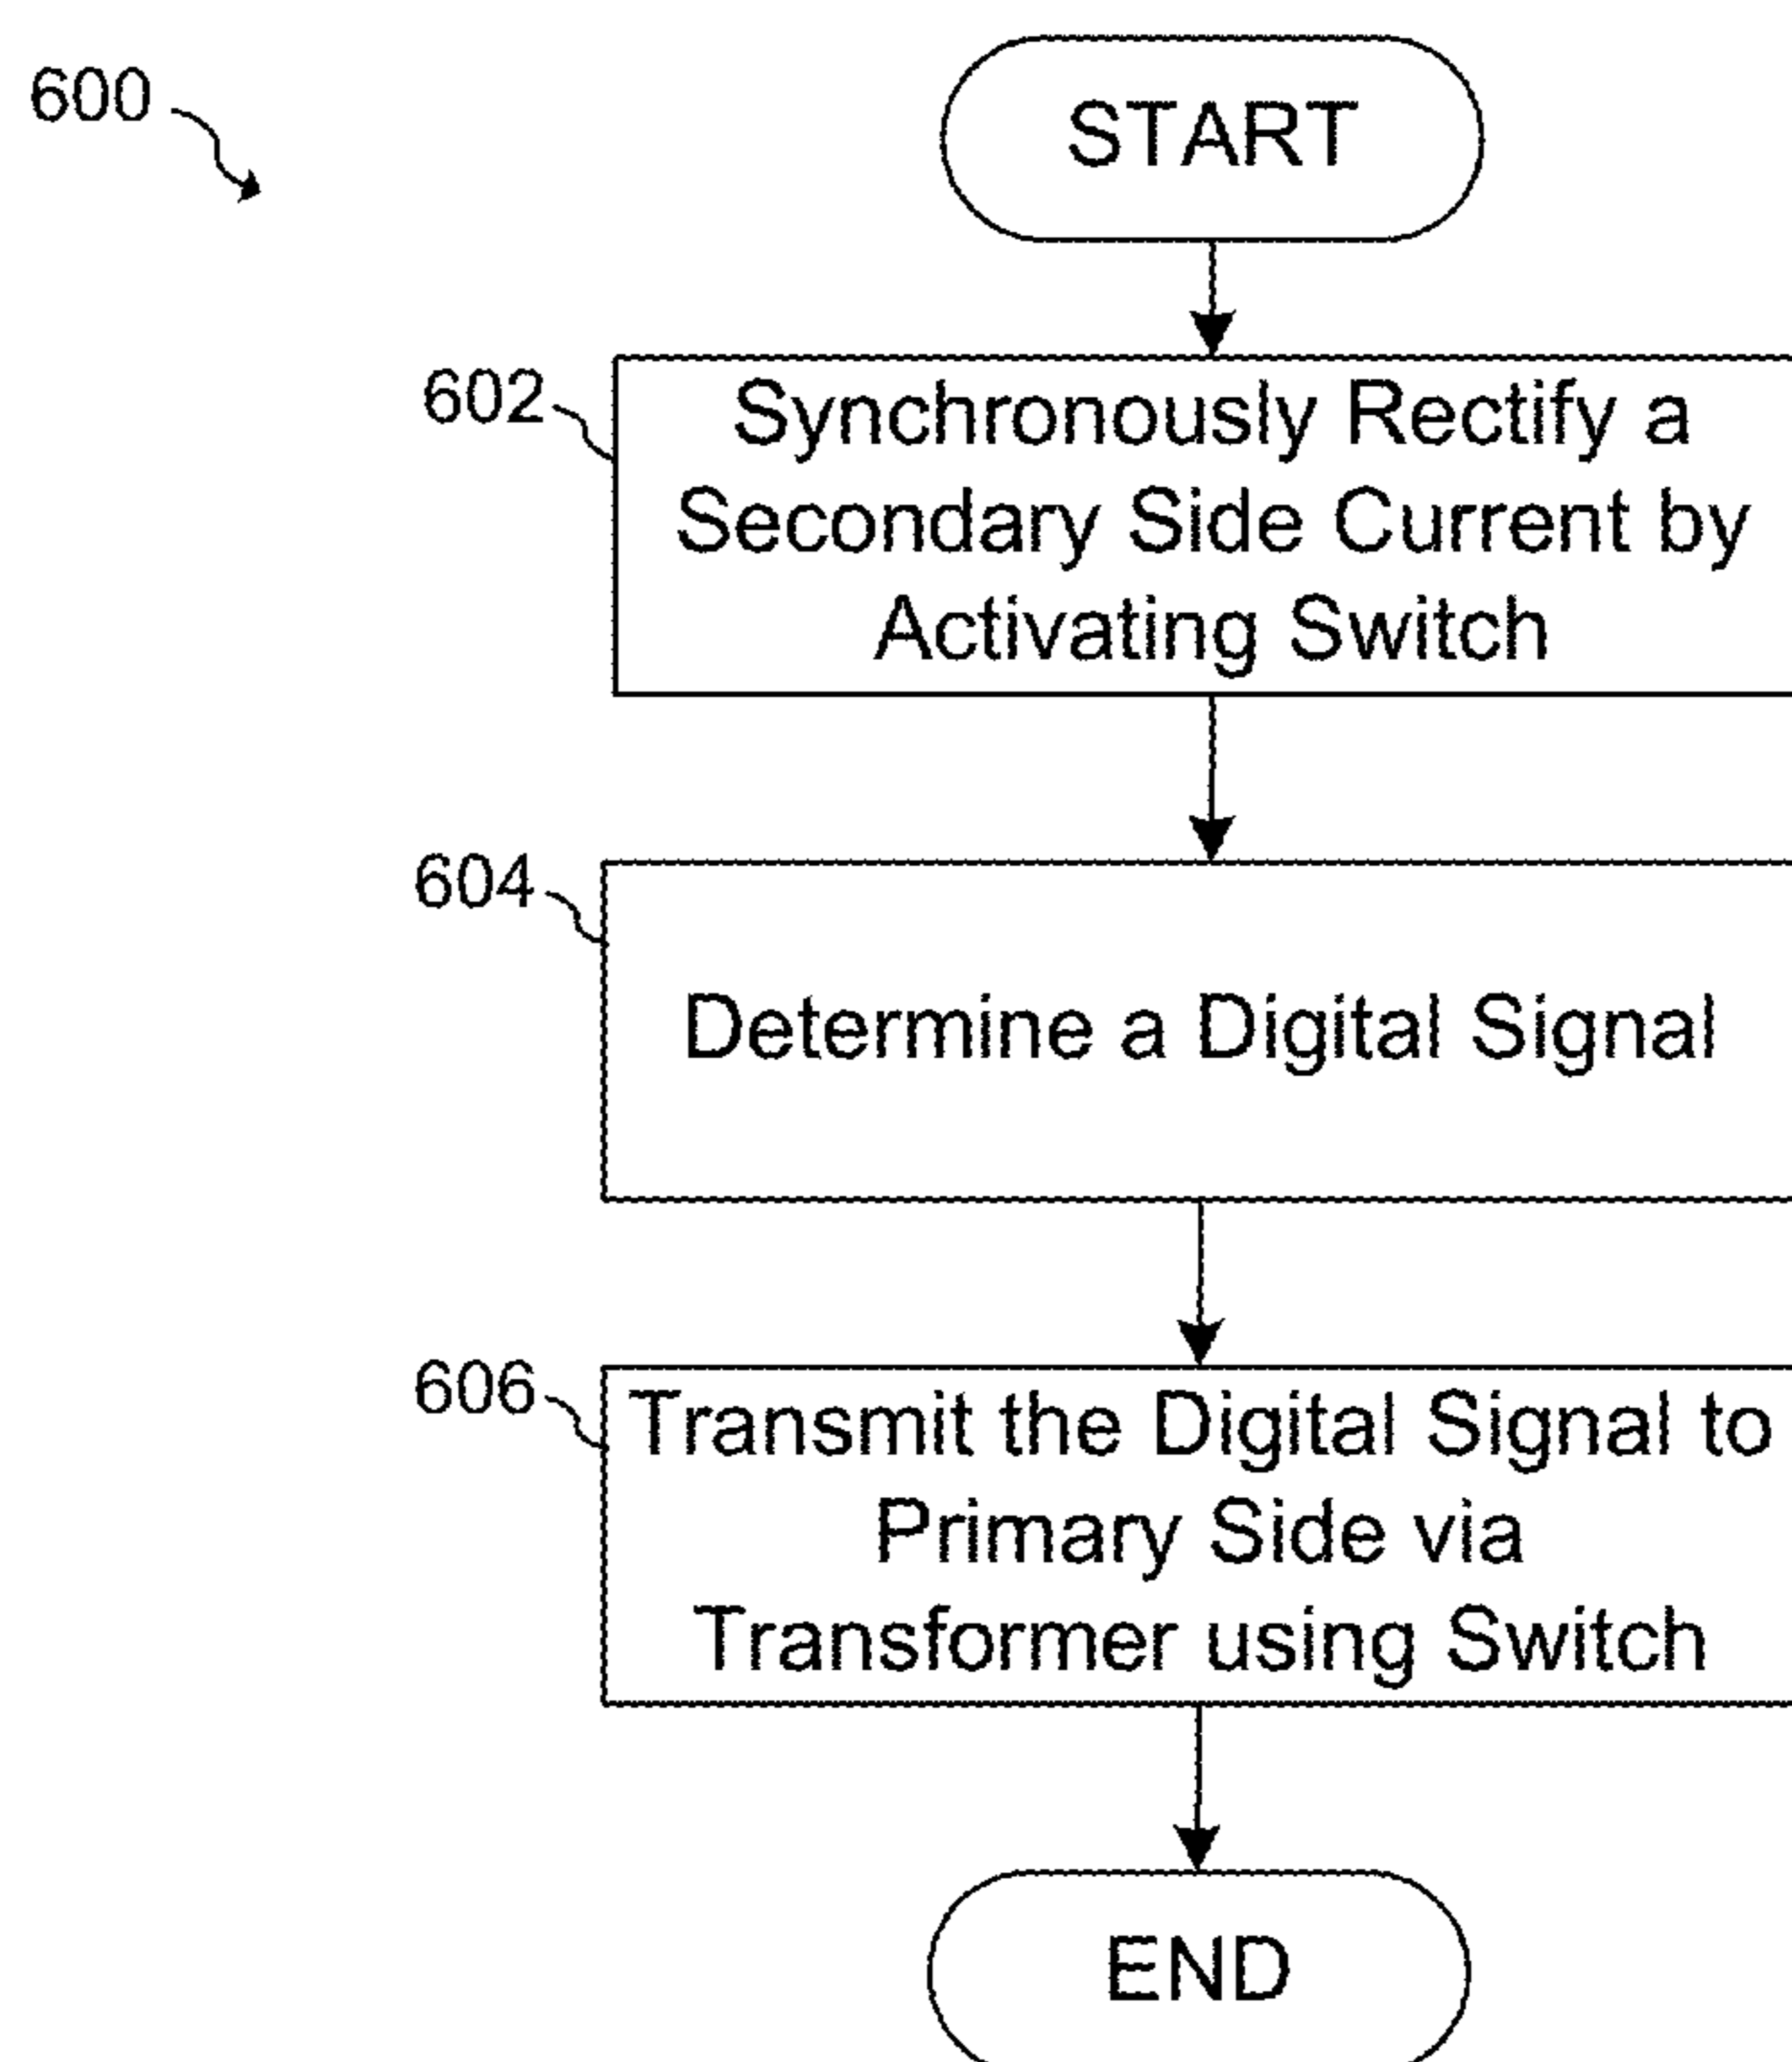 600
START
602
Synchronously Rectify a
Secondary Side Current by
Activating Switch
604
Determine a Digital Signal
606
Transmit the Digital Signal to
Primary Side via
Transformer using Switch
END